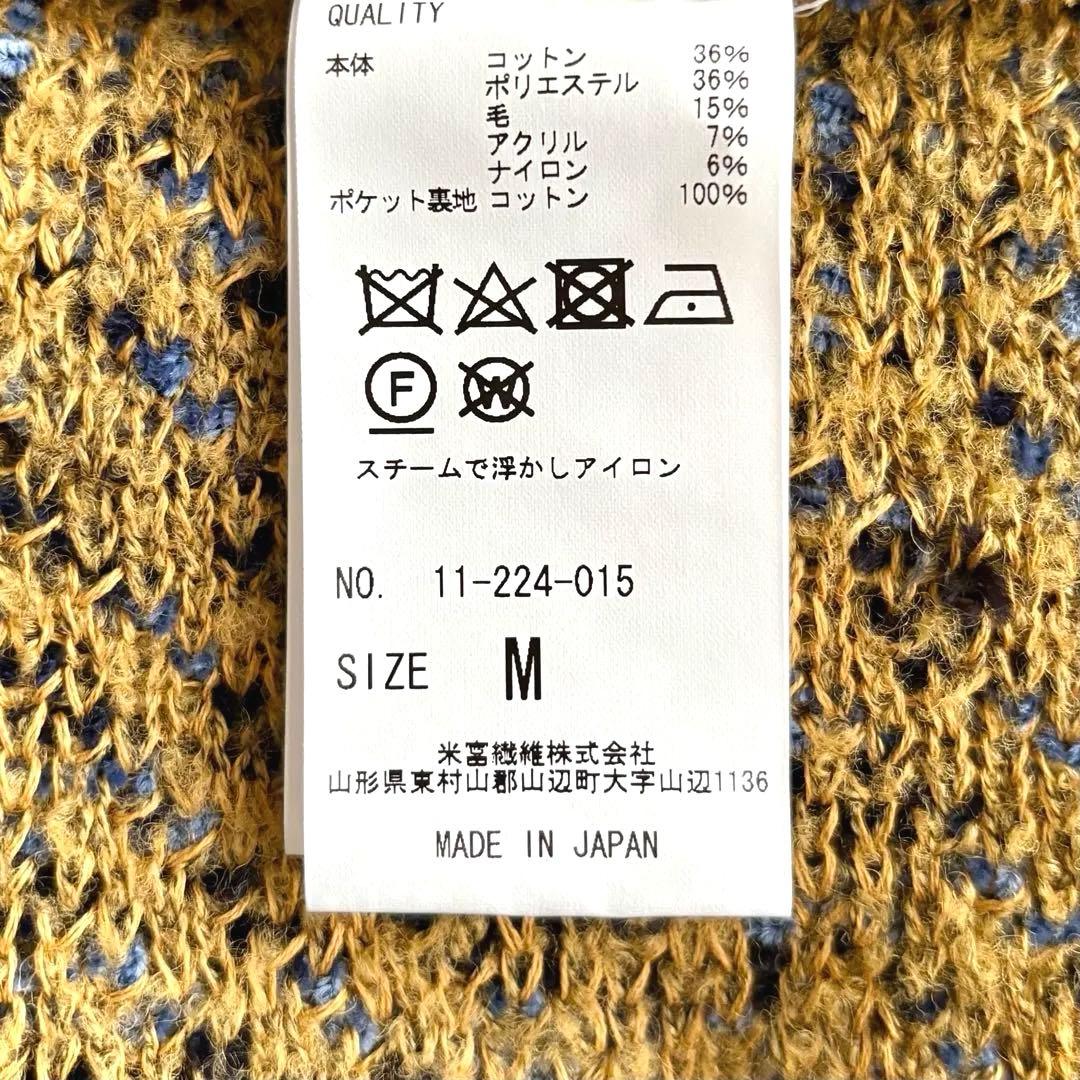 QUALITY
本体 コットン 36%
ポリエステル 36%
毛 15%
アクリル 7%
ナイロン 6%
ポケット裏地 コットン 100%
F W
スチームで浮かしアイロン
NO. 11-224-015
SIZE M
米富繊維株式会社
山形県東村山郡山辺町大字山辺1136
MADE IN JAPAN